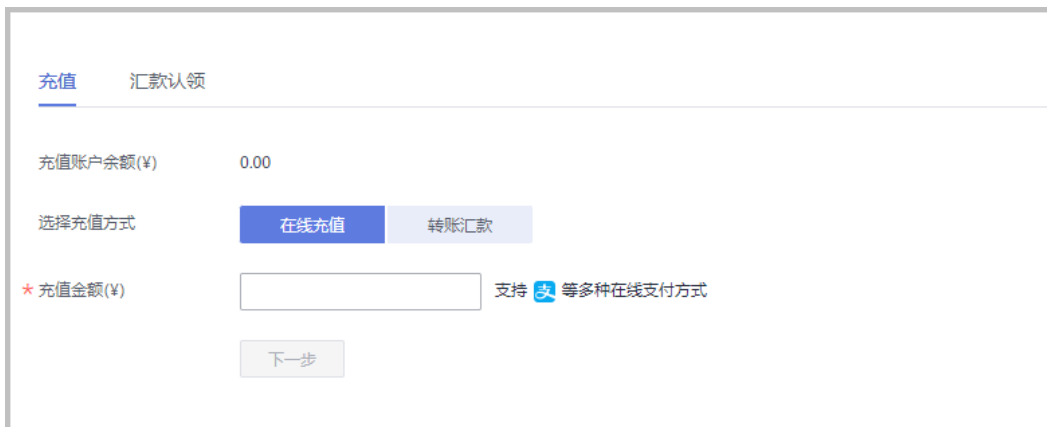 充值 汇款认领
充值账户余额(¥) 0.00
选择充值方式 在线充值 转账汇款
* 充值金额(¥) 支持 支 等多种在线支付方式
下一步